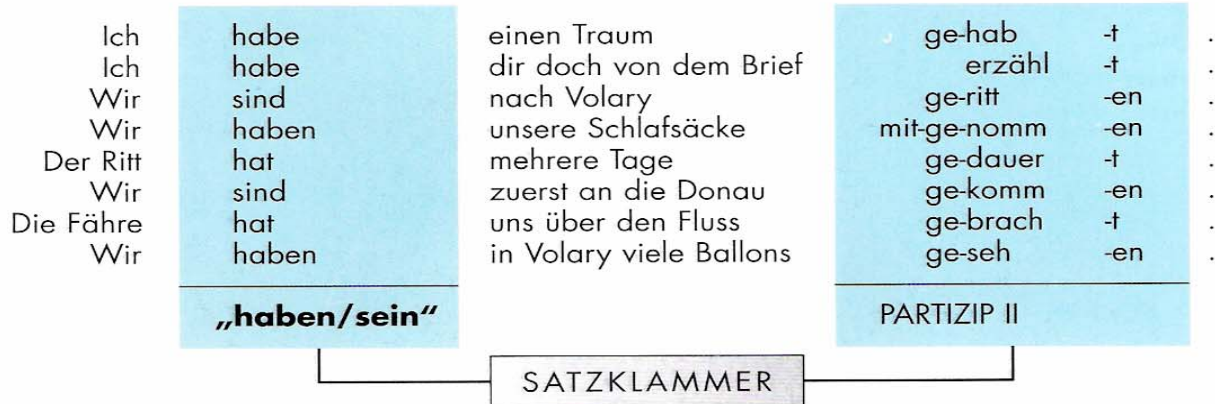 Ich habe einen Traum ge-hab -t .
Ich habe dir doch von dem Brief erzähl -t .
Wir sind nach Volary ge-ritt -en .
Wir haben unsere Schlafsäcke mit-ge-nomm -en .
Der Ritt hat mehrere Tage ge-dauer -t .
Wir sind zuerst an die Donau ge-komm -en .
Die Fähre hat uns über den Fluss ge-brach -t .
Wir haben in Volary viele Ballons ge-seh -en .
„haben/sein“ PARTIZIP II
SATZKLAMMER